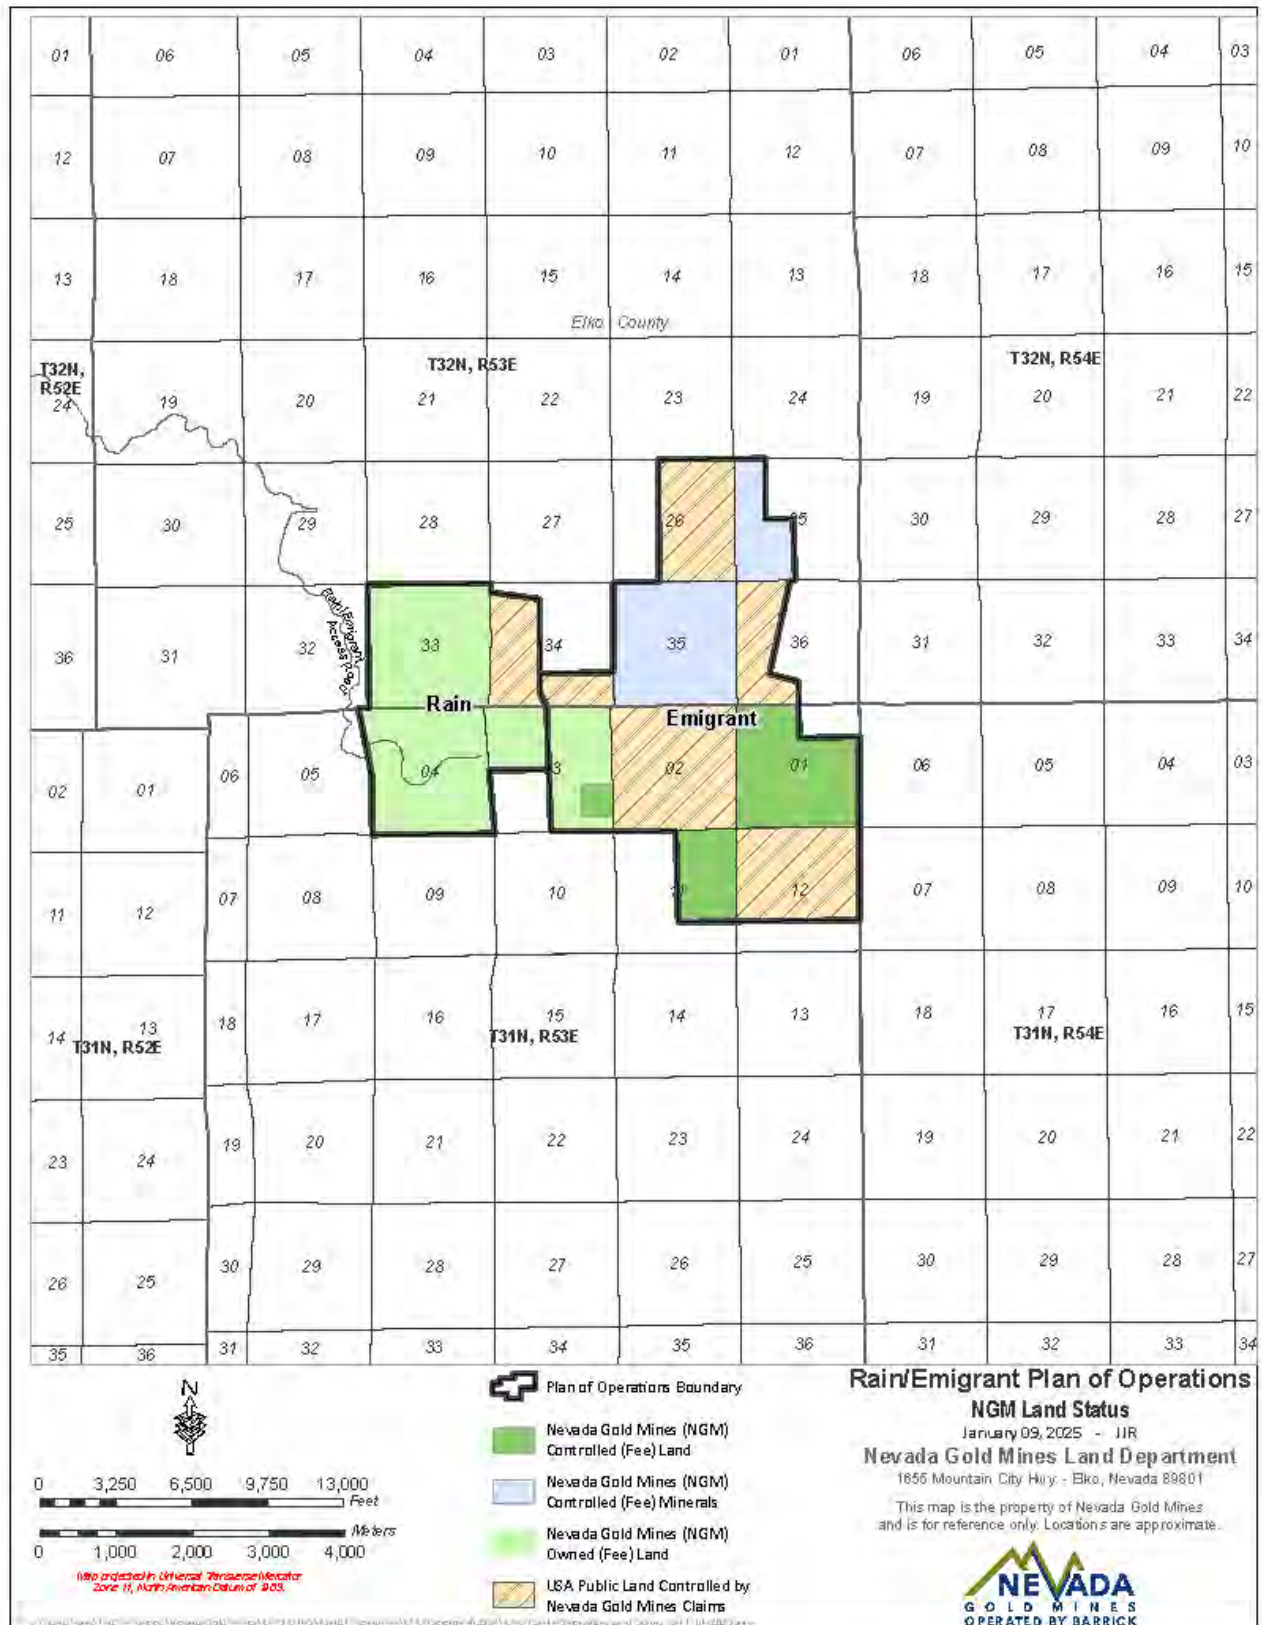 01 06 05 04 03 02 01 06 05 04 03
12 07 08 09 10 11 12 07 08 09 10
13 18 17 16 15 14 13 18 17 16 15
Elko County
T32N, R53E
T32N, R54E
T32N,
R52E
24 19 20 21 22 23 24 19 20 21 22
25 30 29 28 27 26 25 30 29 28 27
Rain/Emigrant
Access Road
36 31 32 33 34 35 36 31 32 33 34
Rain
Emigrant
02 01 06 05 04 3 02 01 06 05 04 03
11 12 07 08 09 10 12 07 08 09 10
14 13 18 17 16 15 14 13 18 17 16 15
T31N, R52E
T31N, R53E
T31N, R54E
23 24 19 20 21 22 23 24 19 20 21 22
26 25 30 29 28 27 26 25 30 29 28 27
35 36 31 32 33 34 35 36 31 32 33 34
N
0 3,250 6,500 9,750 13,000
Feet
Meters
0 1,000 2,000 3,000 4,000
Map projected in Universal Transverse Mercator
Zone 11, North American Datum of 1983.
Plan of Operations Boundary
Nevada Gold Mines (NGM)
Controlled (Fee) Land
Nevada Gold Mines (NGM)
Controlled (Fee) Minerals
Nevada Gold Mines (NGM)
Owned (Fee) Land
USA Public Land Controlled by
Nevada Gold Mines Claims
Rain/Emigrant Plan of Operations
NGM Land Status
January 09, 2025 - JJR
Nevada Gold Mines Land Department
1655 Mountain City Hwy. - Elko, Nevada 89801
This map is the property of Nevada Gold Mines
and is for reference only. Locations are approximate.
NEVADA
GOLD MINES
OPERATED BY BARRICK